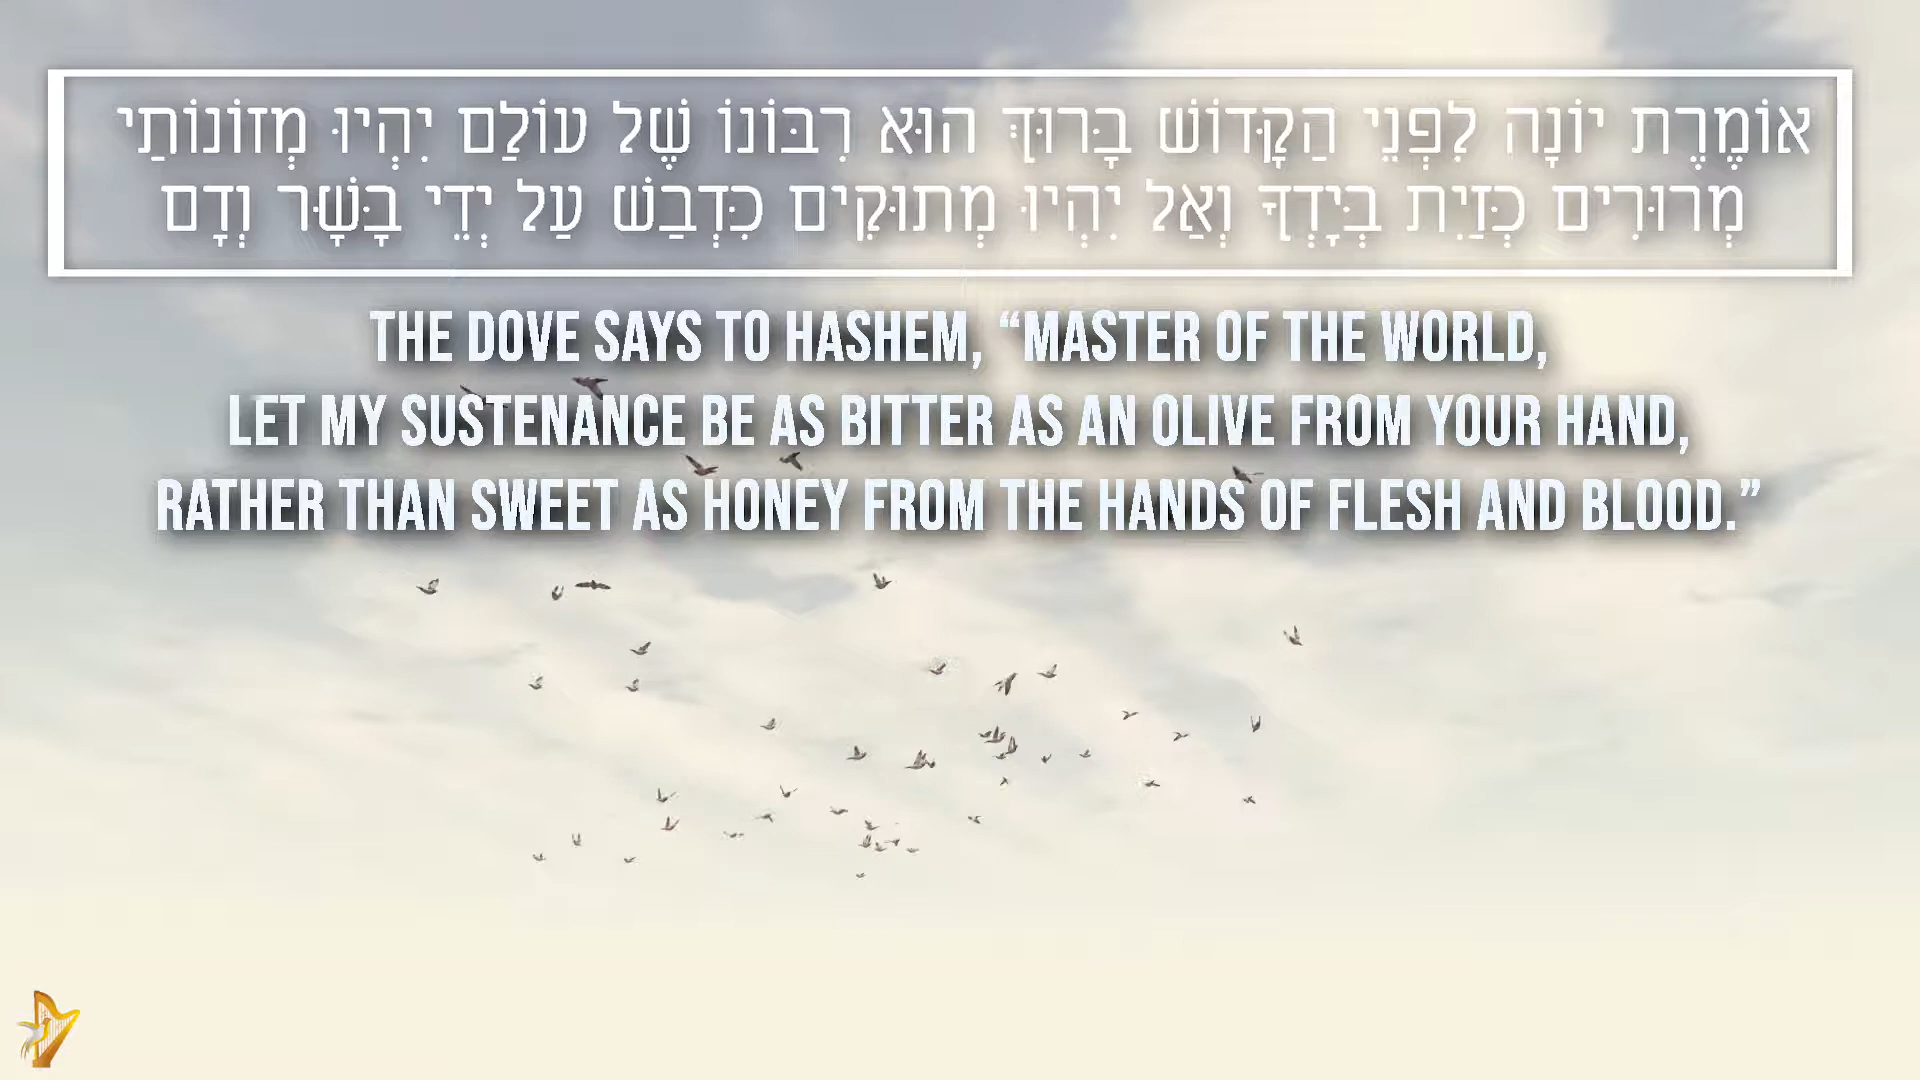 אוֹמֶרֶת יוֹנָה לִפְנֵי הַקָּדוֹשׁ בָּרוּךְ הוּא רִבּוֹנוֹ שֶׁל עוֹלַם יִהְיוּ מְזוֹנוֹתַי
מְרוּרִים כְּזַיִת בְּיָדְךָ וְאַל יִהְיוּ מְתוּקִים כִּדְבַשׁ עַל יְדֵי בָּשָׂר וְדָם
THE DOVE SAYS TO HASHEM, “MASTER OF THE WORLD,
LET MY SUSTENANCE BE AS BITTER AS AN OLIVE FROM YOUR HAND,
RATHER THAN SWEET AS HONEY FROM THE HANDS OF FLESH AND BLOOD.”